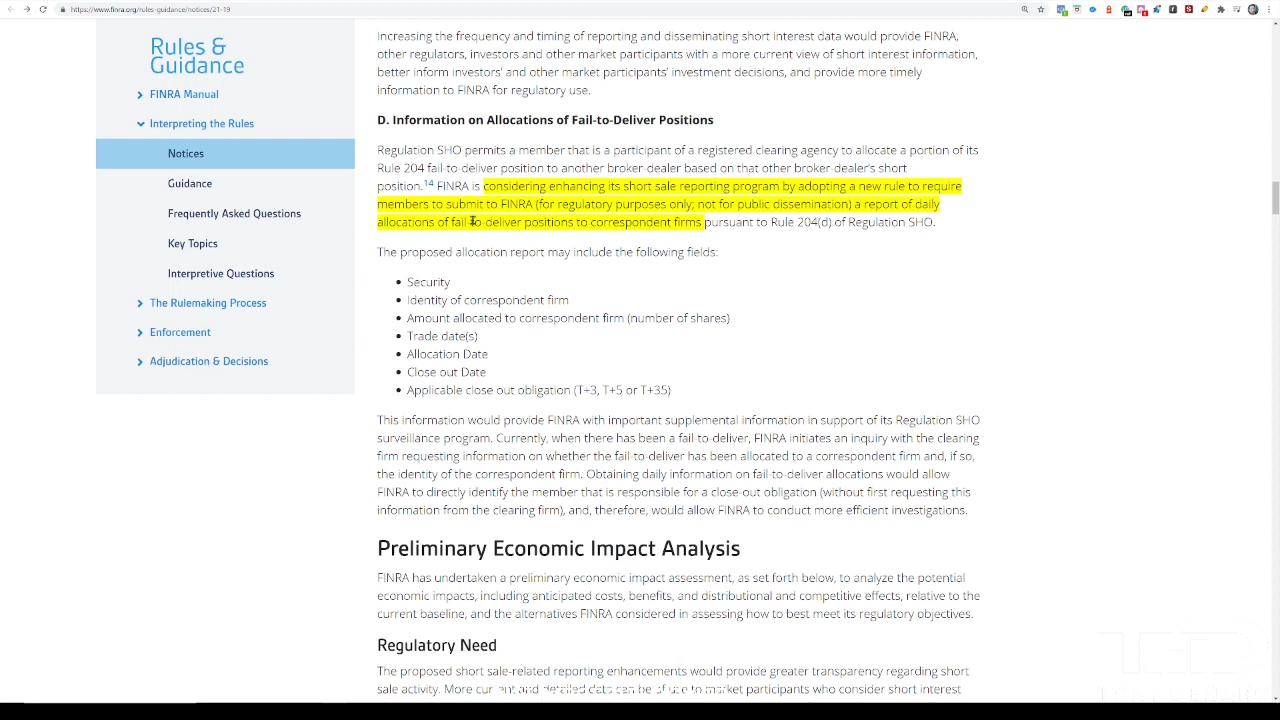 https://www.finra.org/rules-guidance/notices/21-19
Rules &
Guidance
FINRA Manual
Interpreting the Rules
Notices
Guidance
Frequently Asked Questions
Key Topics
Interpretive Questions
The Rulemaking Process
Enforcement
Adjudication & Decisions
Increasing the frequency and timing of reporting and disseminating short interest data would provide FINRA,
other regulators, investors and other market participants with a more current view of short interest information,
better inform investors' and other market participants' investment decisions, and provide more timely
information to FINRA for regulatory use.
D. Information on Allocations of Fail-to-Deliver Positions
Regulation SHO permits a member that is a participant of a registered clearing agency to allocate a portion of its
Rule 204 fail-to-deliver position to another broker-dealer based on that other broker-dealer's short
position.14 FINRA is considering enhancing its short sale reporting program by adopting a new rule to require
members to submit to FINRA (for regulatory purposes only; not for public dissemination) a report of daily
allocations of fail-to-deliver positions to correspondent firms pursuant to Rule 204(d) of Regulation SHO.
The proposed allocation report may include the following fields:
• Security
• Identity of correspondent firm
• Amount allocated to correspondent firm (number of shares)
• Trade date(s)
• Allocation Date
• Close out Date
• Applicable close out obligation (T+3, T+5 or T+35)
This information would provide FINRA with important supplemental information in support of its Regulation SHO
surveillance program. Currently, when there has been a fail-to-deliver, FINRA initiates an inquiry with the clearing
firm requesting information on whether the fail-to-deliver has been allocated to a correspondent firm and, if so,
the identity of the correspondent firm. Obtaining daily information on fail-to-deliver allocations would allow
FINRA to directly identify the member that is responsible for a close-out obligation (without first requesting this
information from the clearing firm), and, therefore, would allow FINRA to conduct more efficient investigations.
Preliminary Economic Impact Analysis
FINRA has undertaken a preliminary economic impact assessment, as set forth below, to analyze the potential
economic impacts, including anticipated costs, benefits, and distributional and competitive effects, relative to the
current baseline, and the alternatives FINRA considered in assessing how to best meet its regulatory objectives.
Regulatory Need
The proposed short sale-related reporting enhancements would provide greater transparency regarding short
sale activity. More current and detailed data can be of use to market participants who consider short interest